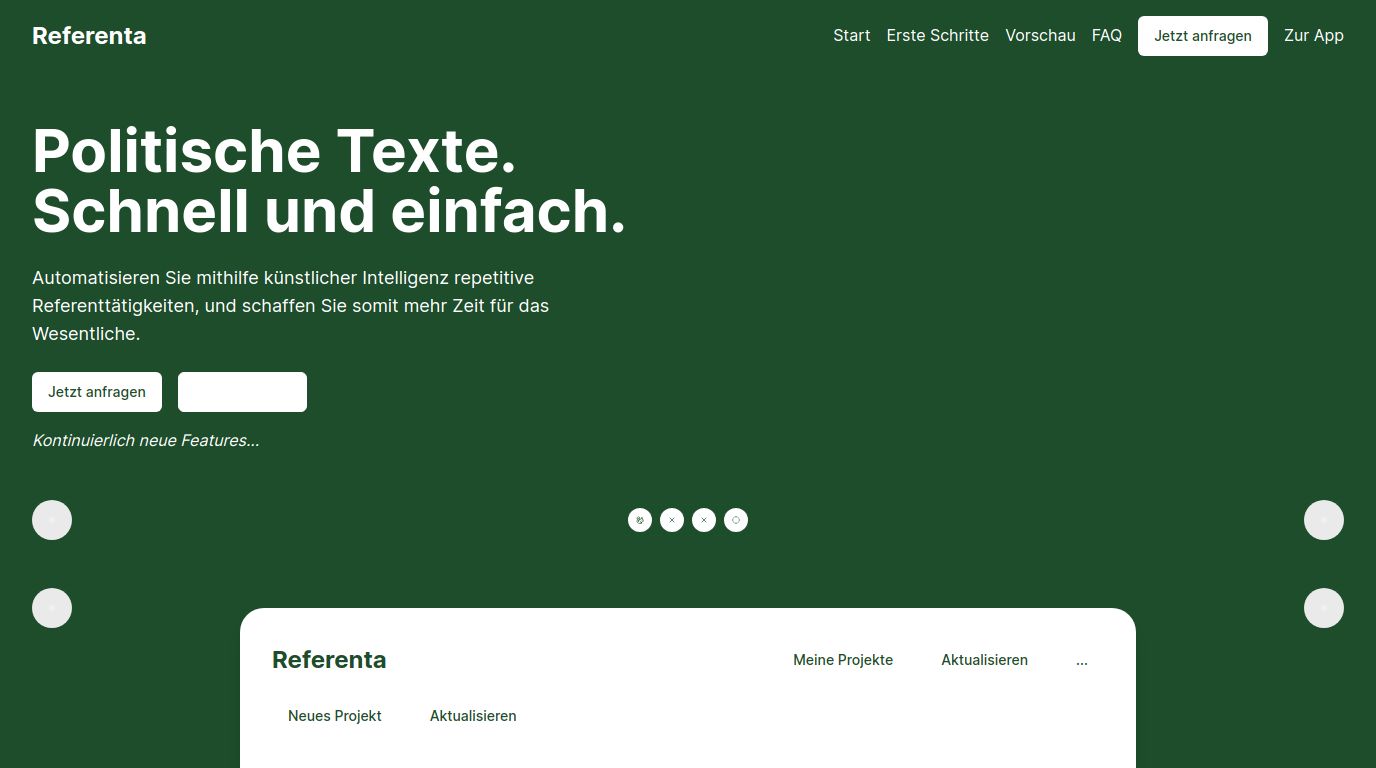 Referenta
Start Erste Schritte Vorschau FAQ Jetzt anfragen Zur App
Politische Texte.
Schnell und einfach.
Automatisieren Sie mithilfe künstlicher Intelligenz repetitive
Referenttätigkeiten, und schaffen Sie somit mehr Zeit für das
Wesentliche.
Jetzt anfragen
Kontinuierlich neue Features...
Referenta
Meine Projekte Aktualisieren ...
Neues Projekt Aktualisieren